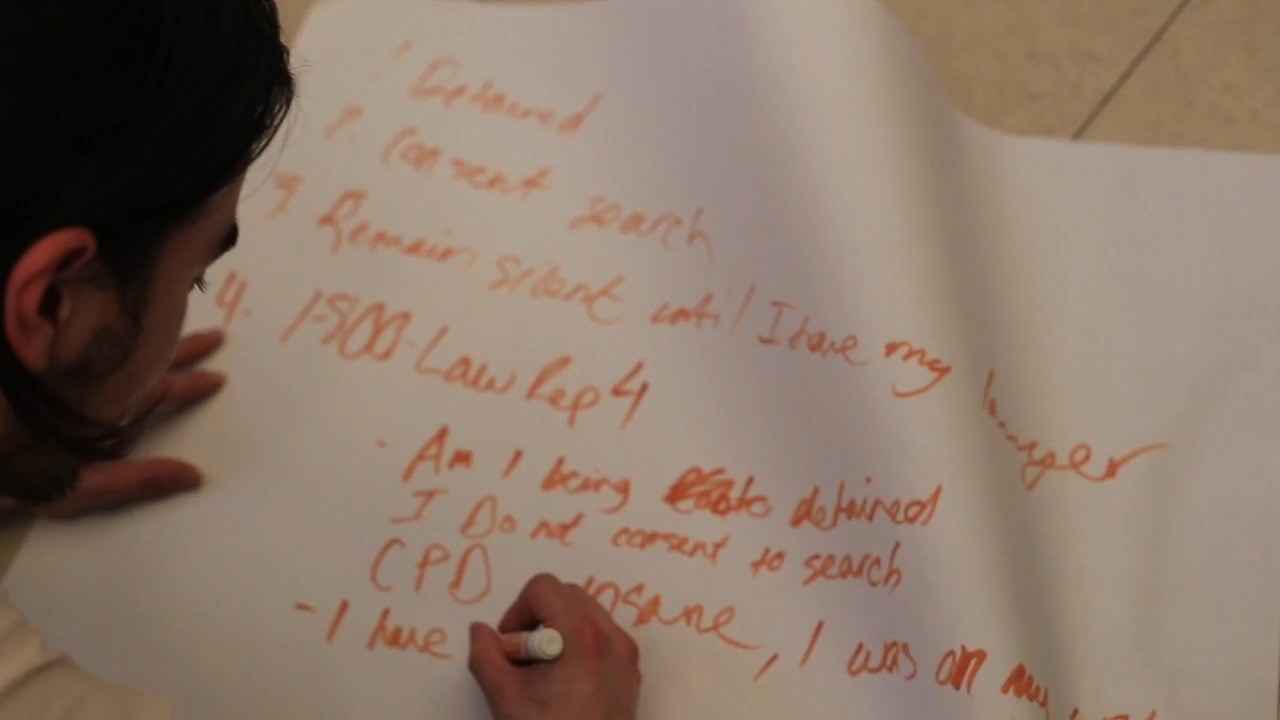 1 Detained
2. Consent search
3. Remain silent until I have my lawyer
4. 1-800-Law Rep 4
- Am I being detained
I Do not consent to search
CPD insane, I was on my
- I have